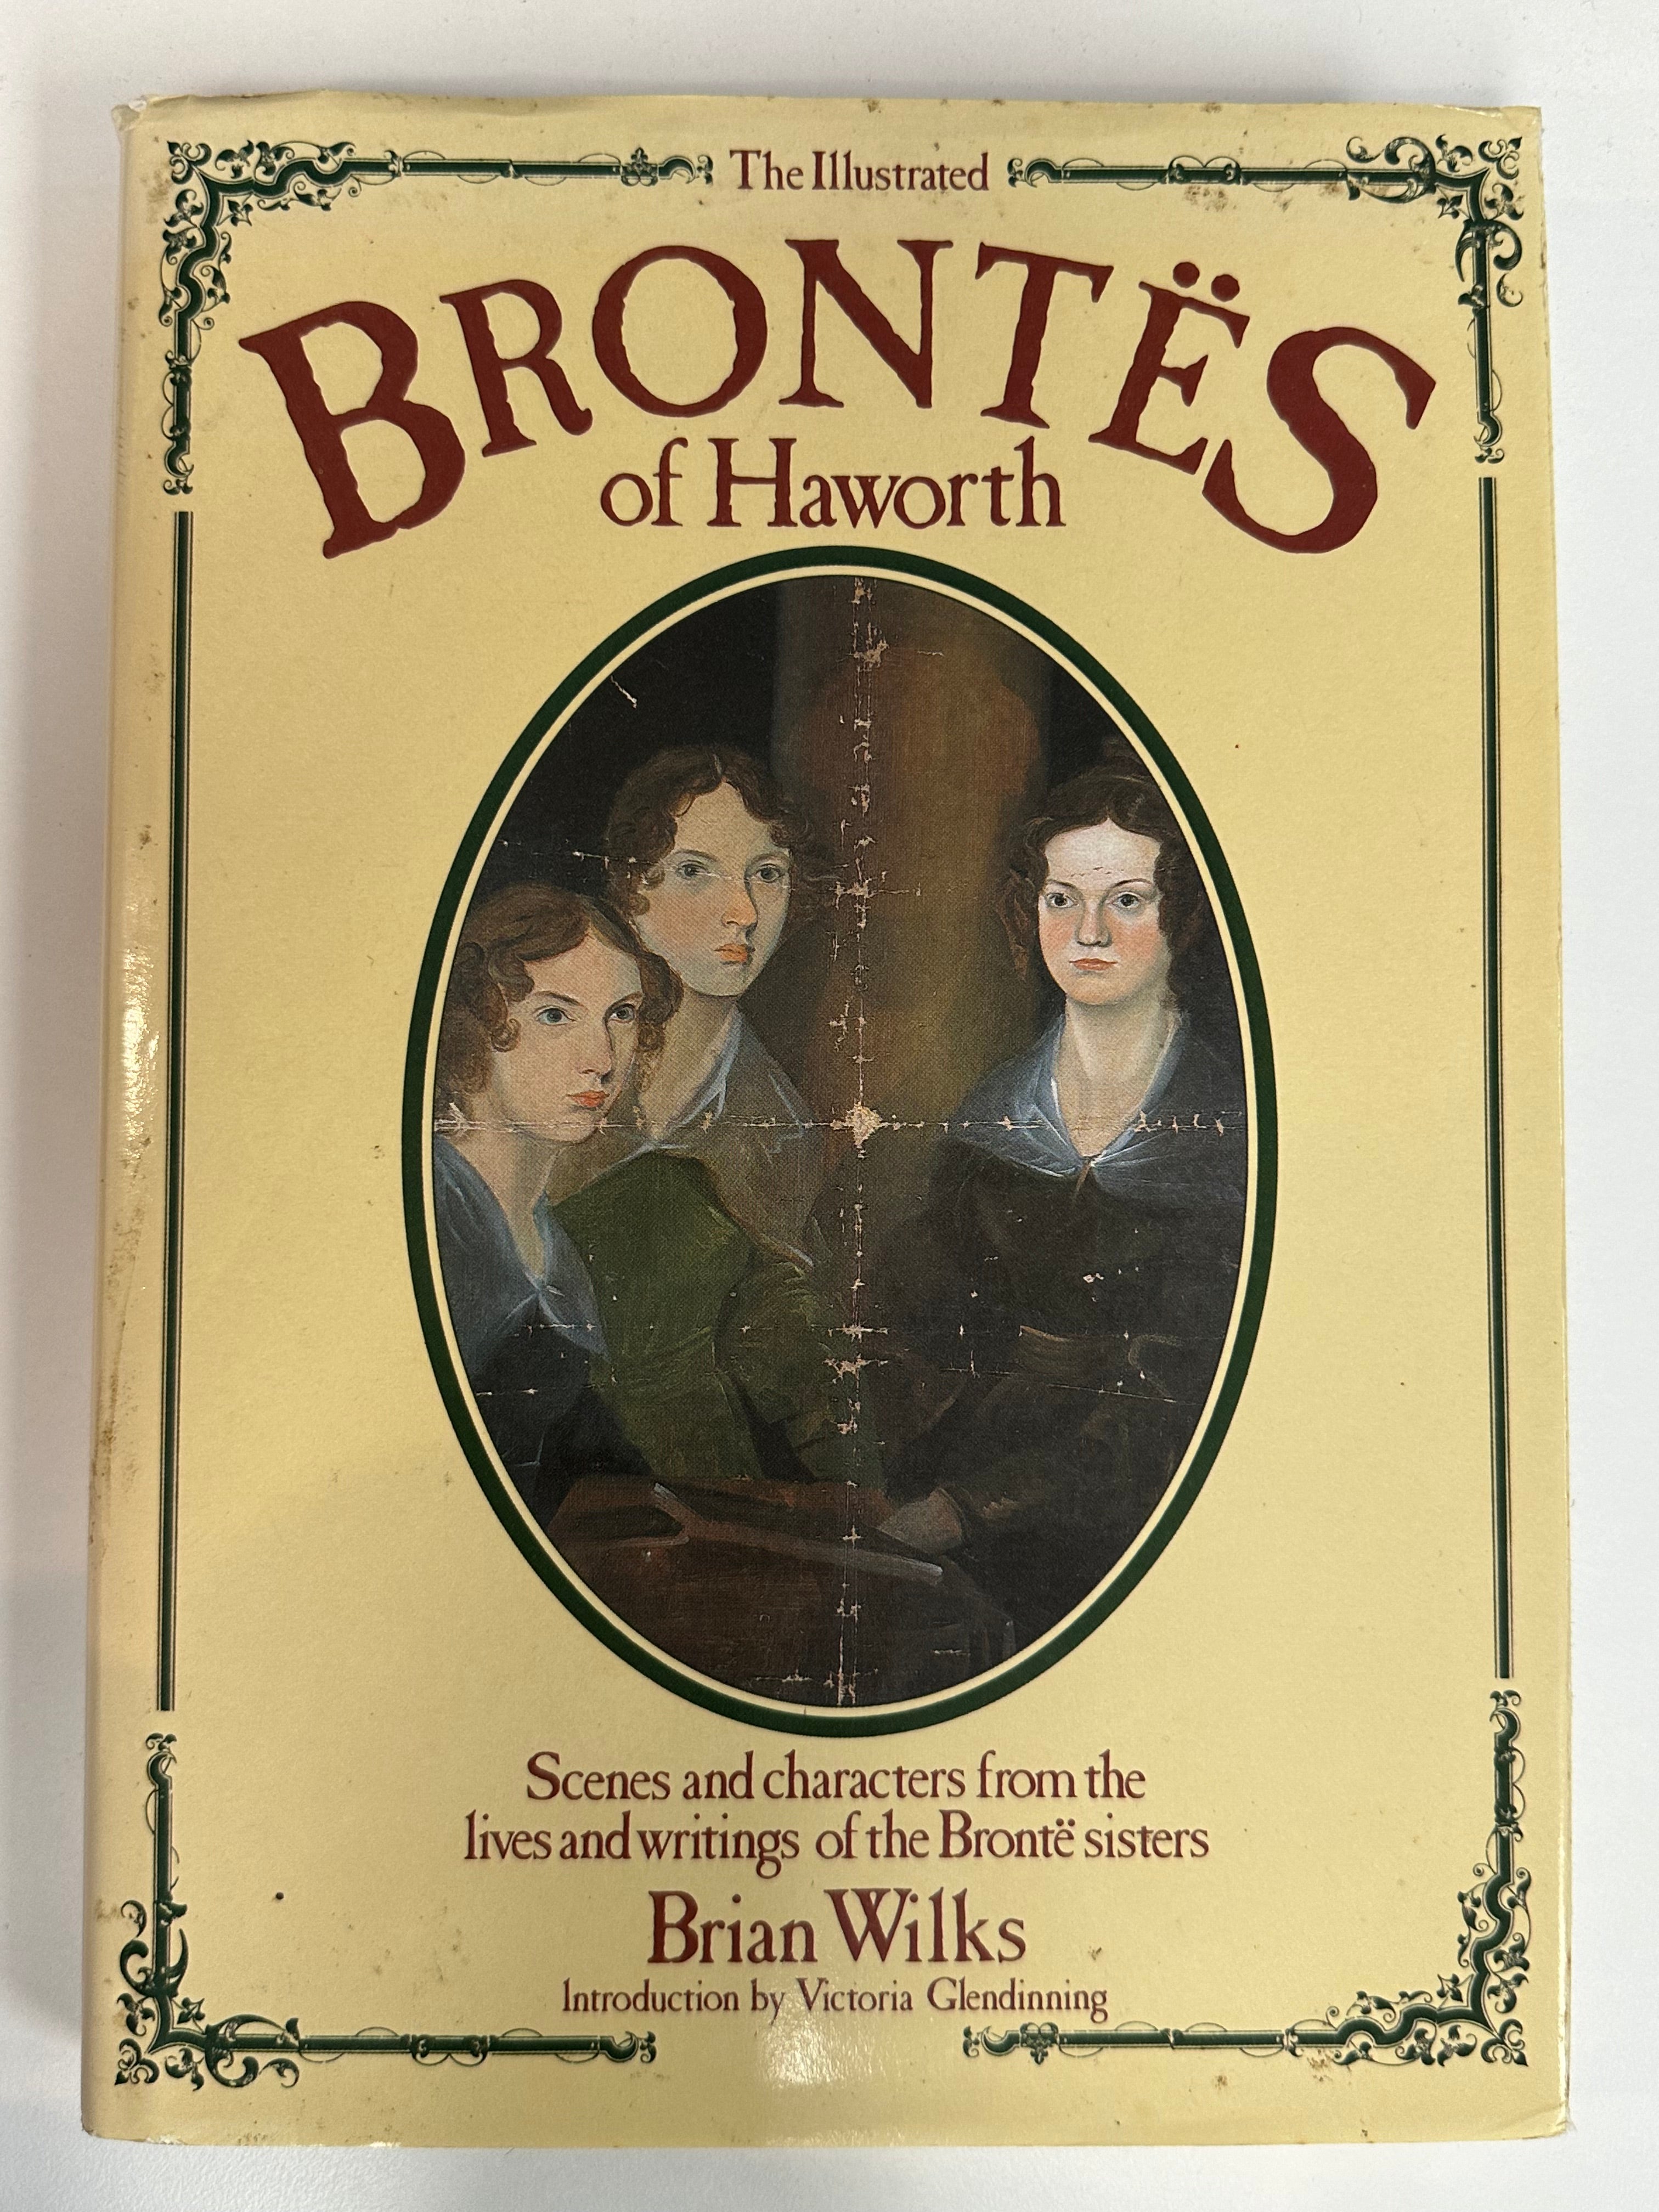 The Illustrated
BRONTËS
of Haworth
Scenes and characters from the
lives and writings of the Brontë sisters
Brian Wilks
Introduction by Victoria Glendinning